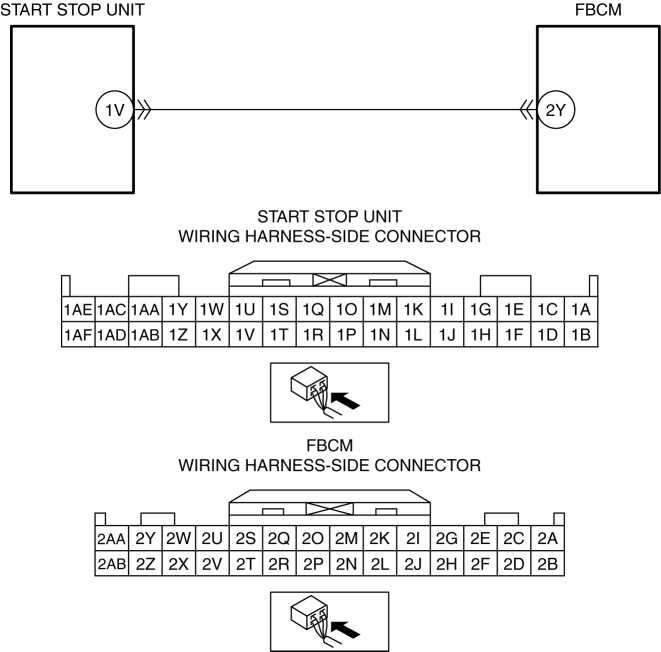 START STOP UNIT FBCM
1V 2Y
START STOP UNIT
WIRING HARNESS-SIDE CONNECTOR
1AE 1AC 1AA 1Y 1W 1U 1S 1Q 1O 1M 1K 1I 1G 1E 1C 1A
1AF 1AD 1AB 1Z 1X 1V 1T 1R 1P 1N 1L 1J 1H 1F 1D 1B
FBCM
WIRING HARNESS-SIDE CONNECTOR
2AA 2Y 2W 2U 2S 2Q 2O 2M 2K 2I 2G 2E 2C 2A
2AB 2Z 2X 2V 2T 2R 2P 2N 2L 2J 2H 2F 2D 2B